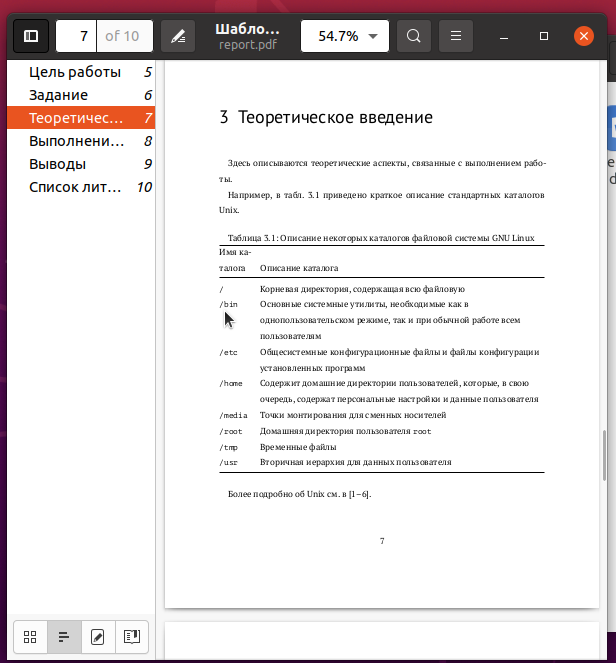 7 of 10
Шабло...
report.pdf
54.7%
Цель работы 5
Задание 6
Теоретичес... 7
Выполнени... 8
Выводы 9
Список лит... 10
3 Теоретическое введение
Здесь описываются теоретические аспекты, связанные с выполнением рабо-
ты.
Например, в табл. 3.1 приведено краткое описание стандартных каталогов
Unix.
Таблица 3.1: Описание некоторых каталогов файловой системы GNU Linux
Имя ка-
талога Описание каталога
/ Корневая директория, содержащая всю файловую
/bin Основные системные утилиты, необходимые как в
однопользовательском режиме, так и при обычной работе всем
пользователям
/etc Общесистемные конфигурационные файлы и файлы конфигурации
установленных программ
/home Содержит домашние директории пользователей, которые, в свою
очередь, содержат персональные настройки и данные пользователя
/media Точки монтирования для сменных носителей
/root Домашняя директория пользователя root
/tmp Временные файлы
/usr Вторичная иерархия для данных пользователя
Более подробно об Unix см. в [1–6].
7